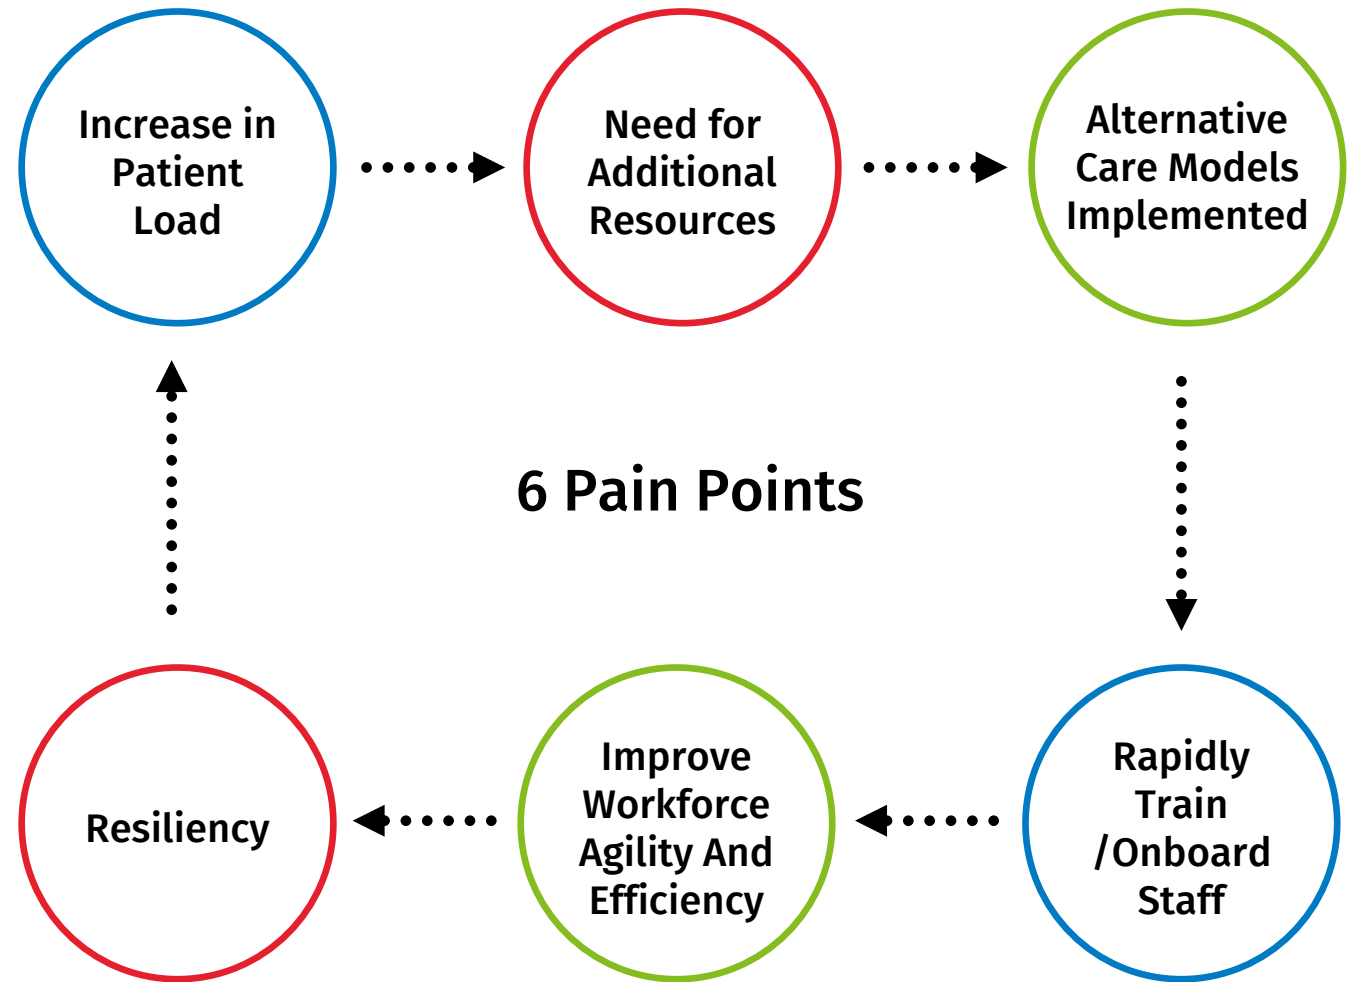 Increase in
Patient
Load
Need for
Additional
Resources
Alternative
Care Models
Implemented
6 Pain Points
Resiliency
Improve
Workforce
Agility And
Efficiency
Rapidly
Train
/Onboard
Staff